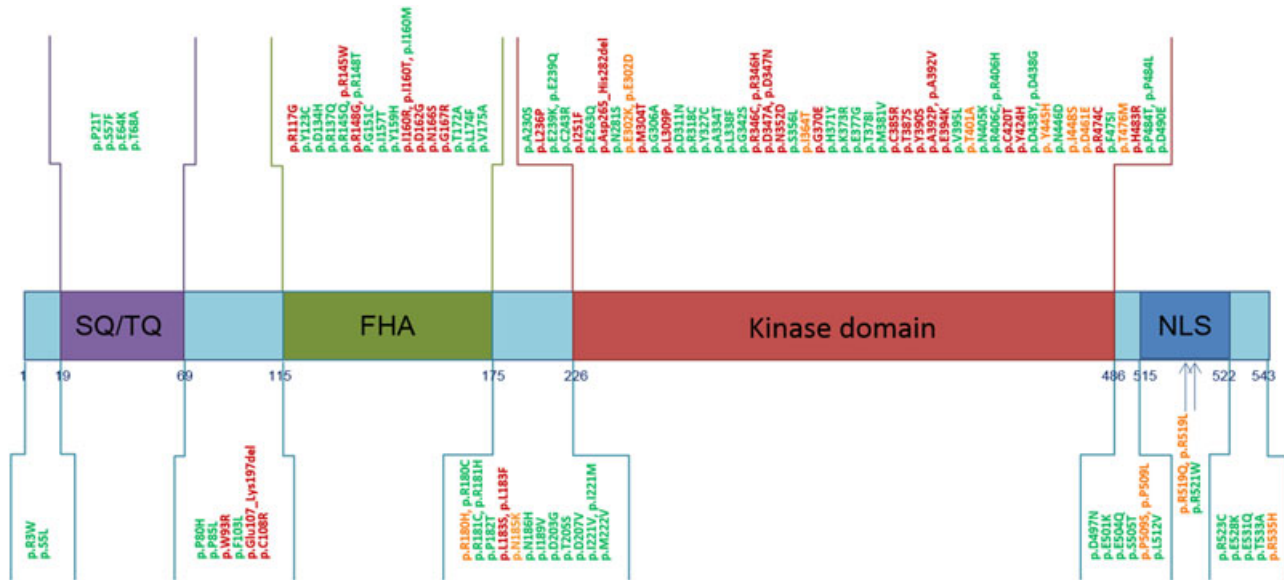 p.P21T
p.S57F
p.E64K
p.T68A
p.R117G
p.Y123C
p.D134H
p.R137Q
p.R145Q, p.R145W
p.R148G, p.R148T
P.G151C
p.I157T
p.Y159H
p.I160R, p.I160T, p.I160M
p.D162G
p.N166S
p.G167R
p.T172A
p.L174F
p.V175A
p.A230S
p.L236P
p.E239K, p.E239Q
p.C243R
p.I251F
p.E263Q
p.Asp265_His282del
p.N281S
p.E302K, p.E302D
p.M304T
p.G306A
p.L309P
p.D311N
p.R318C
p.Y327C
p.A334T
p.L338F
p.G342S
p.R346C, p.R346H
p.D347A, p.D347N
p.N352D
p.S356L
p.I364T
p.G370E
p.H371Y
p.K373R
p.E377G
p.T378I
p.M381V
p.C385R
p.T387S
p.Y390S
p.A392P, p.A392V
p.E394K
p.V395L
p.T401A
p.N405K
p.R406C, p.R406H
p.C420T
p.Y424H
p.D438Y, p.D438G
p.Y445H
p.N446D
p.I448S
p.D461E
p.R474C
p.F475I
p.T476M
p.H483R
p.P484T, p.P484L
p.D490E
SQ/TQ
FHA
Kinase domain
NLS
1
19
69
115
175
226
486
515
522
543
p.R3W
p.S5L
p.P80H
p.P85L
p.W93R
p.F103L
p.Glu107_Lys197del
p.C108R
p.R180H, p.R180C
p.R181C, p.R181H
p.P182T
p.L183S, p.L183F
p.N185K
p.N186H
p.I189V
p.D203G
p.T205S
p.D207V
p.I221V, p.I221M
p.M222V
p.D497N
p.E501K
p.E504Q
p.S505T
p.P509S, p.P509L
p.L512V
p.R519Q, p.R519L
p.R521W
p.R523C
p.E528K
p.E531Q
p.T533A
p.R535H